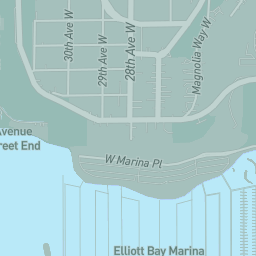 30th Ave W
29th Ave W
28th Ave W
Magnolia Way W
Avenue
reet End
W Marina Pl
Elliott Bay Marina